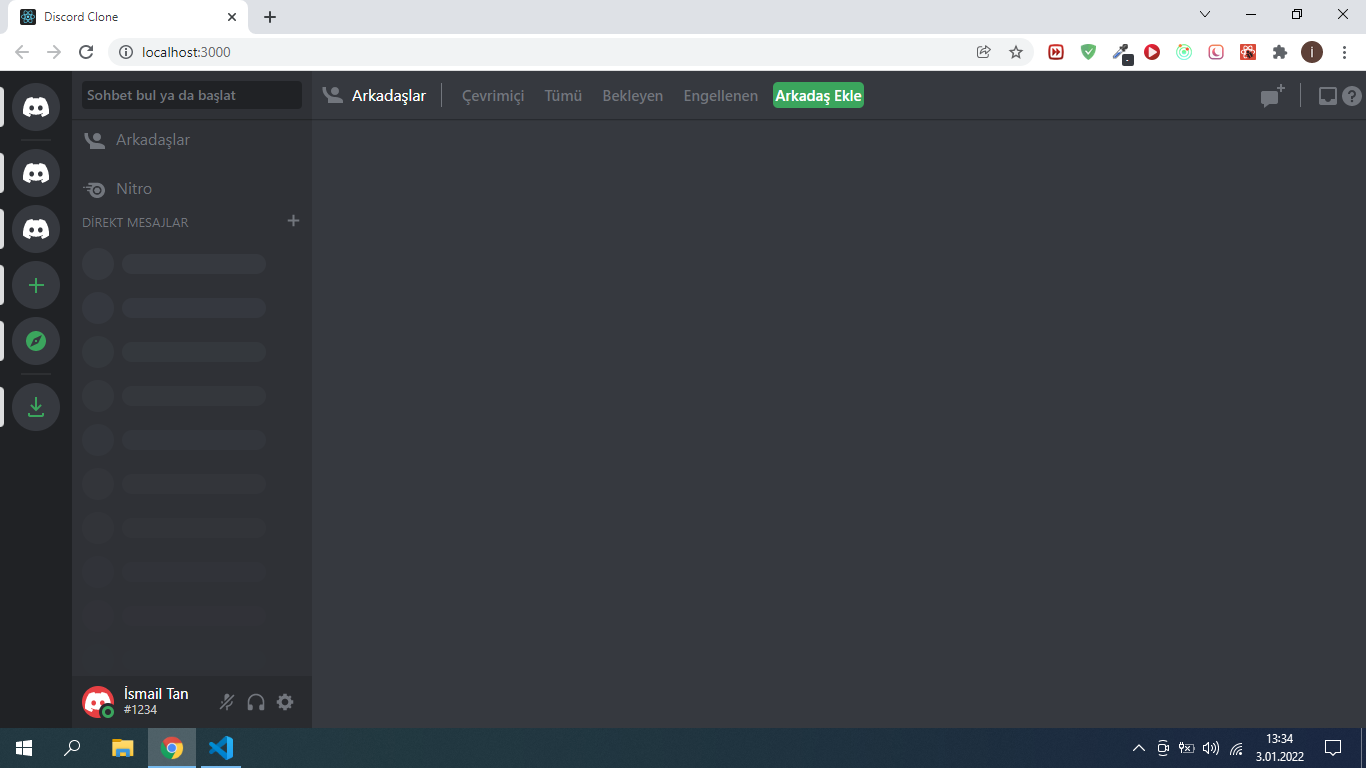 Discord Clone
localhost:3000
i
Sohbet bul ya da başlat
Arkadaşlar
Çevrimiçi
Tümü
Bekleyen
Engellenen
Arkadaş Ekle
Arkadaşlar
Nitro
DİREKT MESAJLAR
İsmail Tan
#1234
13:34
3.01.2022